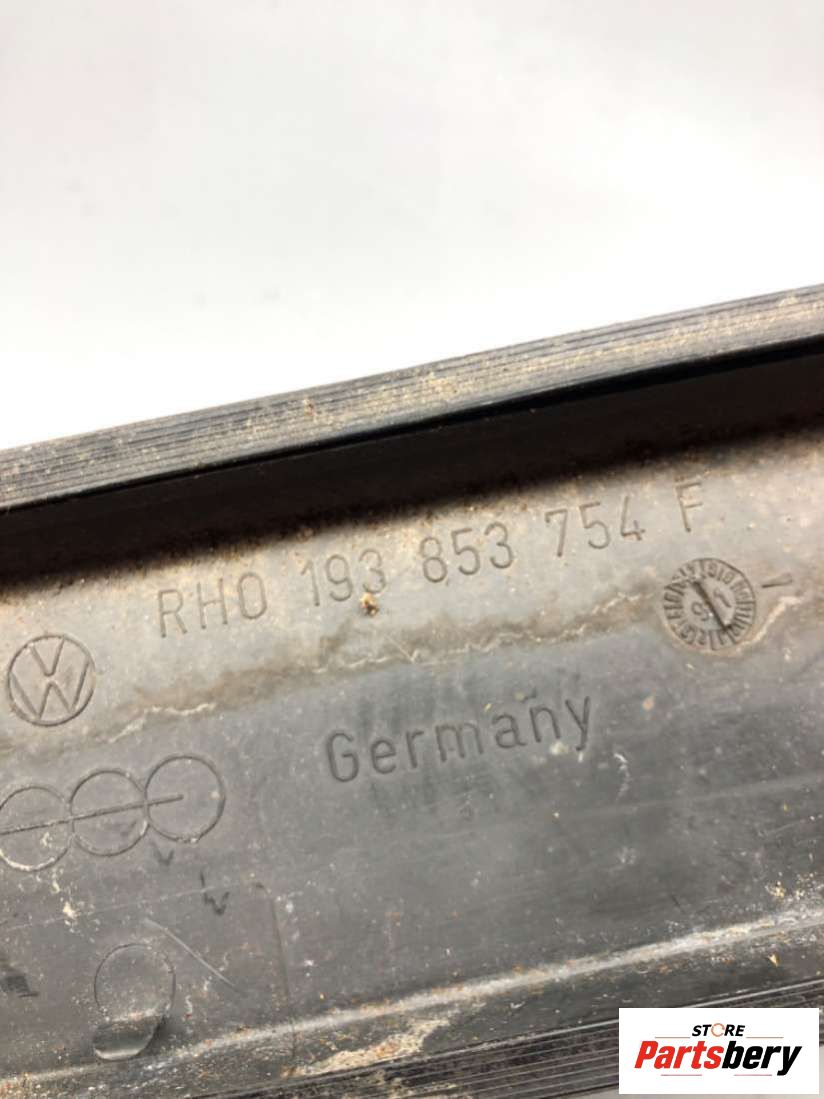 RHO 193 853 754 F
Germany
STORE
Partsbery